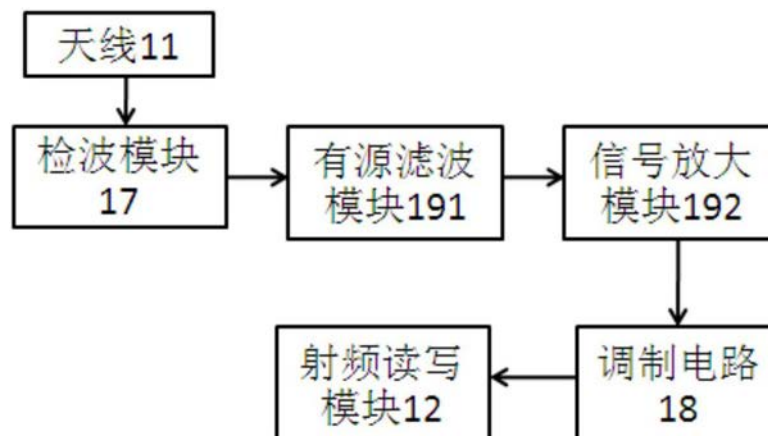 天线11
检波模块
17
有源滤波
模块191
信号放大
模块192
射频读写
模块12
调制电路
18